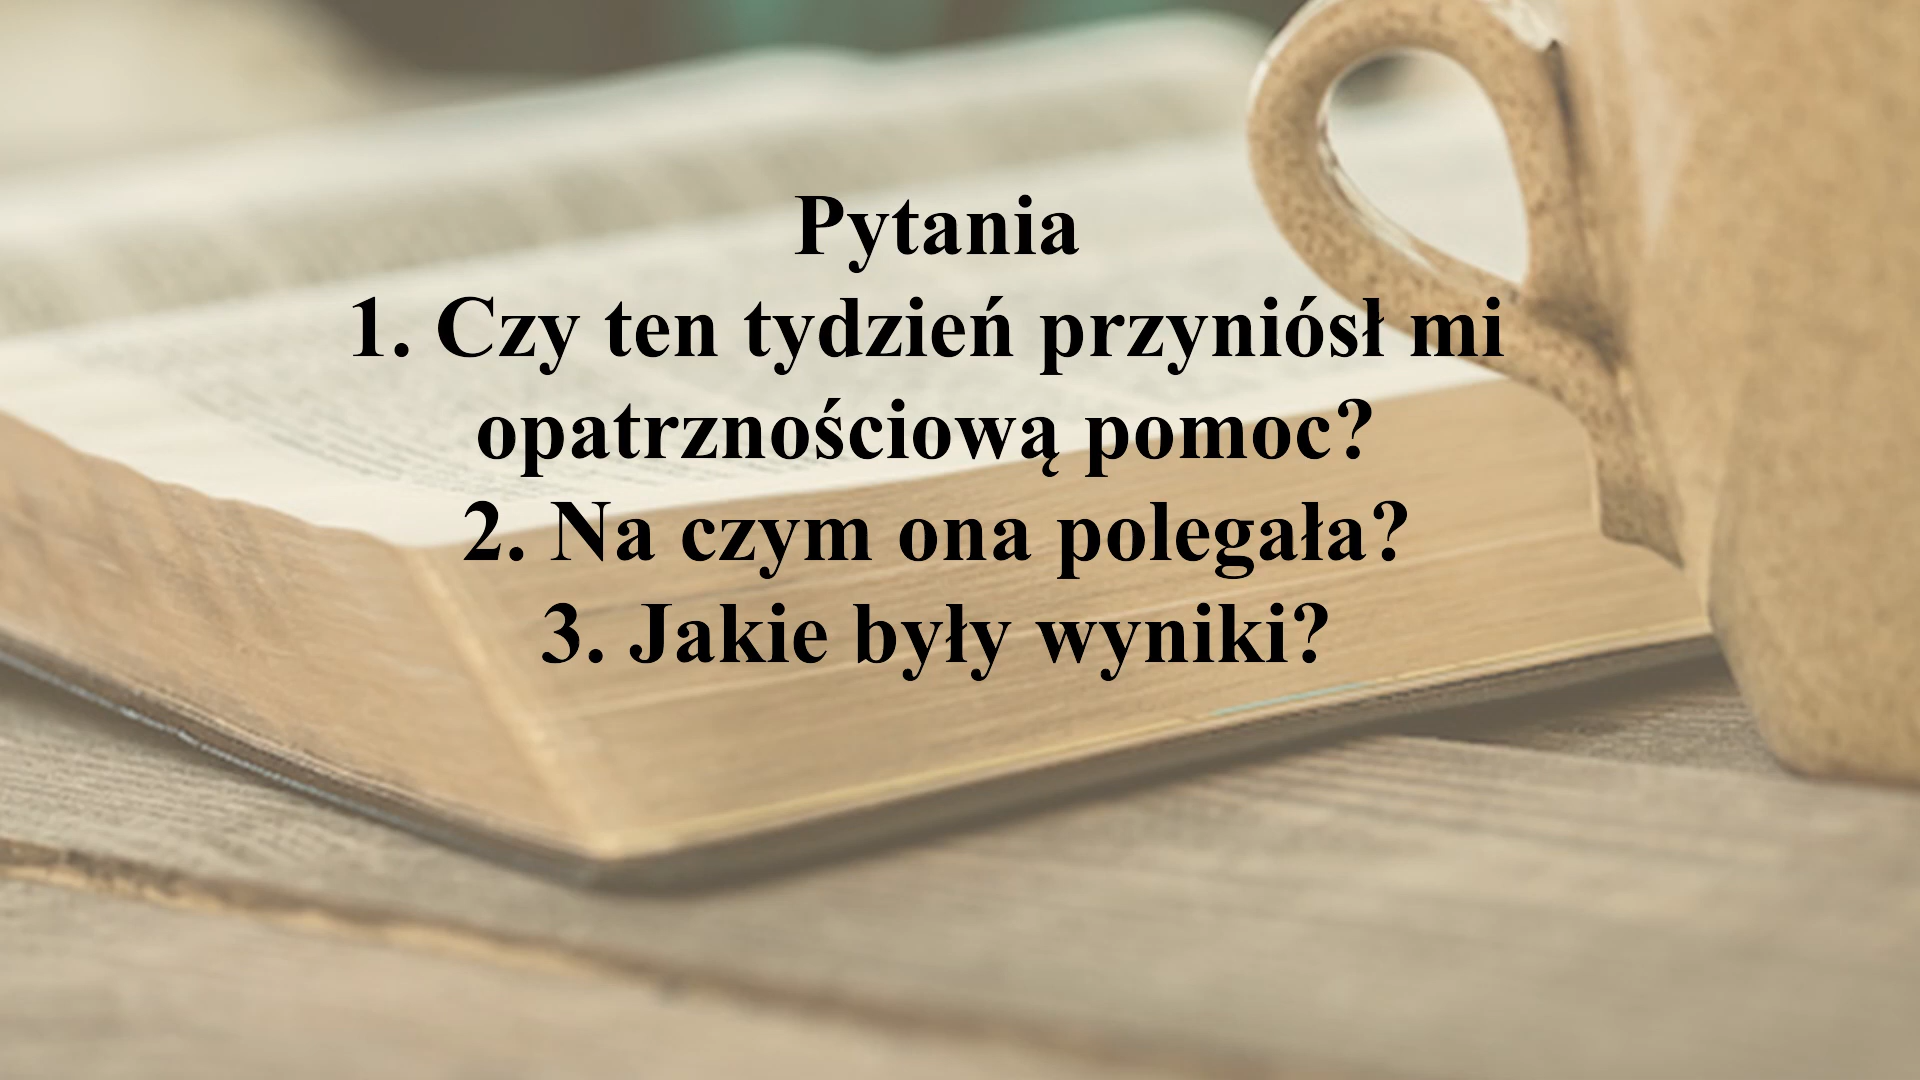 Pytania
1. Czy ten tydzień przyniósł mi
opatrznościową pomoc?
2. Na czym ona polegała?
3. Jakie były wyniki?